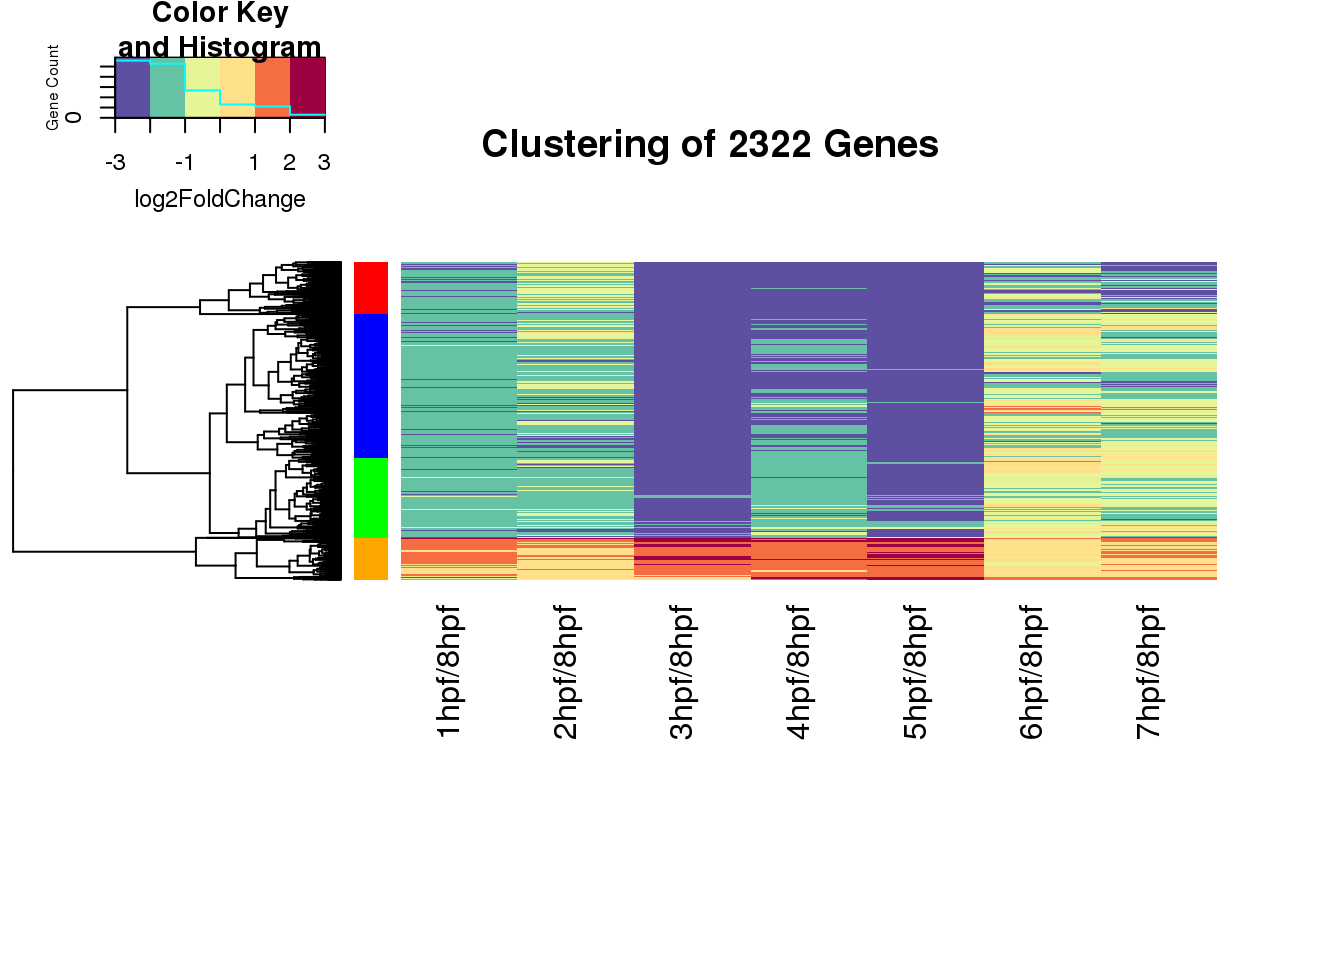 Color Key
and Histogram
Gene Count
0
-3 -1 1 2 3
log2FoldChange
Clustering of 2322 Genes
1hpf/8hpf
2hpf/8hpf
3hpf/8hpf
4hpf/8hpf
5hpf/8hpf
6hpf/8hpf
7hpf/8hpf